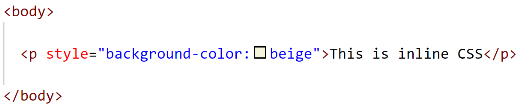 <body>
<p style="background-color:beige">This is inline CSS</p>
</body>